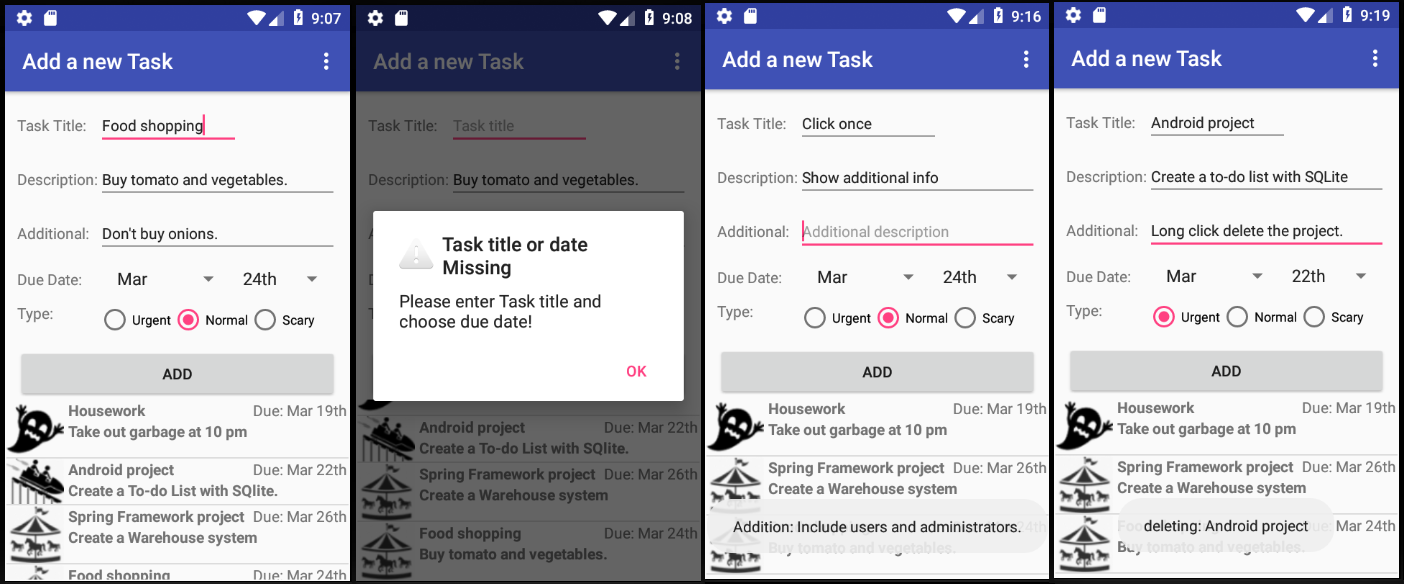 9:07
Add a new Task
Task Title: Food shopping
Description: Buy tomato and vegetables.
Additional: Don't buy onions.
Due Date: Mar 24th
Type: Urgent Normal Scary
ADD
Housework Due: Mar 19th
Take out garbage at 10 pm
Android project Due: Mar 22th
Create a To-do List with SQlite.
Spring Framework project Due: Mar 26th
Create a Warehouse system
Food shopping Due: Mar 24th
9:08
Add a new Task
Task Title: Task title
Description: Buy tomato and vegetables.
Task title or date
Missing
Please enter Task title and
choose due date!
OK
Android project Due: Mar 22th
Create a To-do List with SQlite.
Spring Framework project Due: Mar 26th
Create a Warehouse system
Food shopping Due: Mar 24th
Buy tomato and vegetables.
9:16
Add a new Task
Task Title: Click once
Description: Show additional info
Additional: Additional description
Due Date: Mar 24th
Type: Urgent Normal Scary
ADD
Housework Due: Mar 19th
Take out garbage at 10 pm
Spring Framework project Due: Mar 26th
Create a Warehouse system
Addition: Include users and administrators.
Buy tomato and vegetables.
9:19
Add a new Task
Task Title: Android project
Description: Create a to-do list with SQLite
Additional: Long click delete the project.
Due Date: Mar 22th
Type: Urgent Normal Scary
ADD
Housework Due: Mar 19th
Take out garbage at 10 pm
Spring Framework project Due: Mar 26th
Create a Warehouse system
deleting: Android project
Mar 24th
Buy tomato and vegetables.